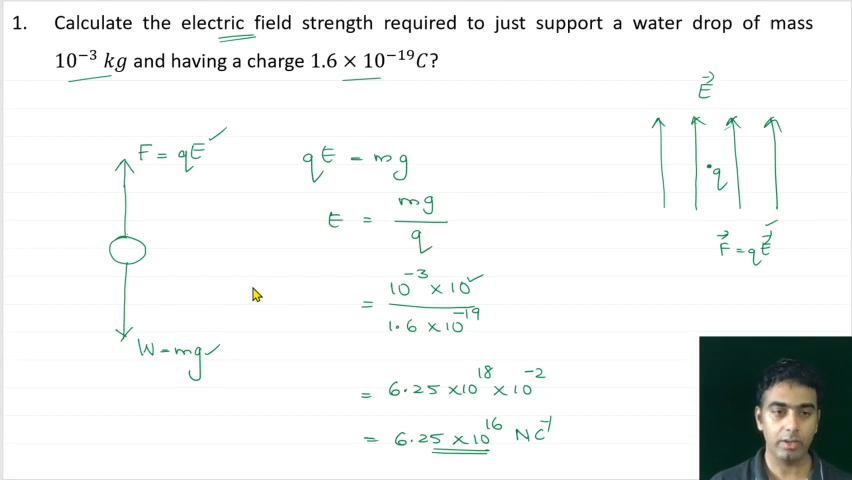 1. Calculate the electric field strength required to just support a water drop of mass
10⁻³ kg and having a charge 1.6 × 10⁻¹⁹C?
F = qE
W = mg
qE = mg
E = mg / q
= 10⁻³ × 10 / 1.6 × 10⁻¹⁹
= 6.25 × 10¹⁸ × 10⁻²
= 6.25 × 10¹⁶ NC⁻¹
E⃗
q
F⃗ = qE⃗